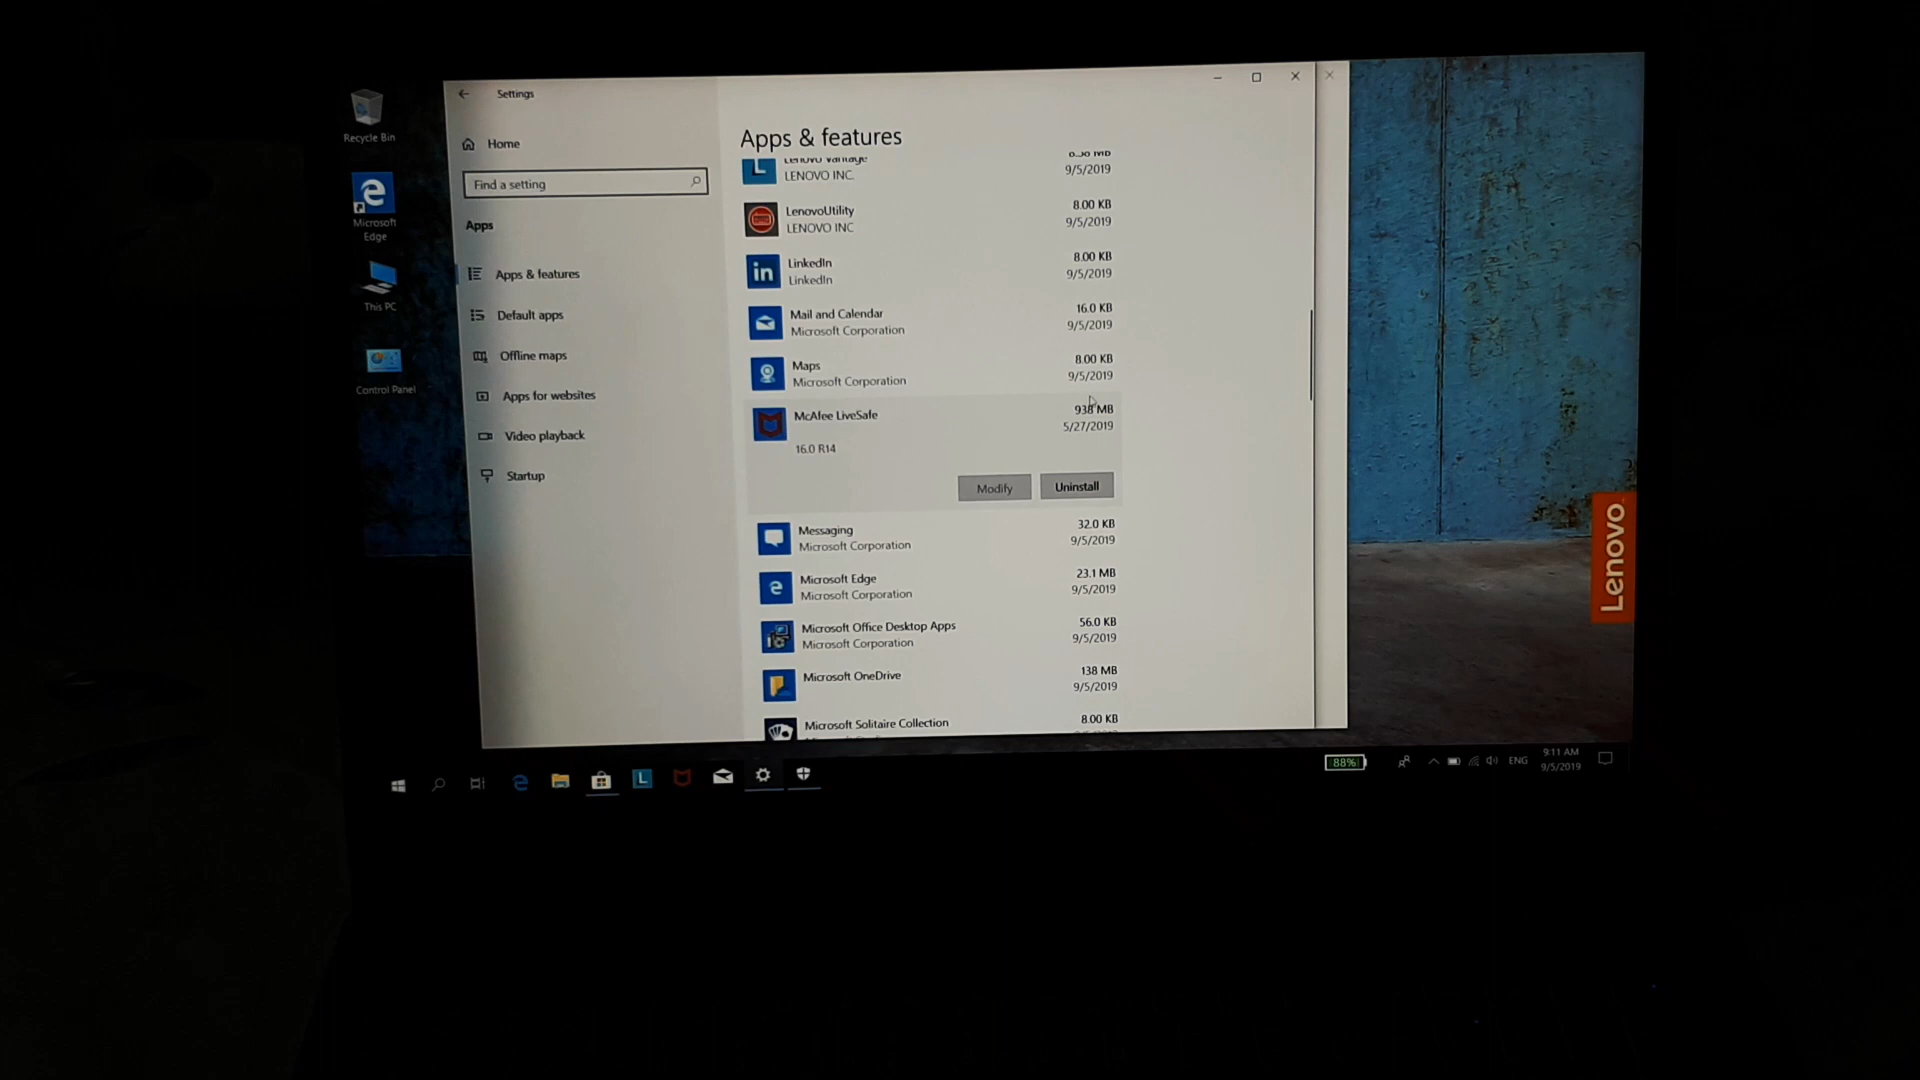 Recycle Bin
Microsoft
Edge
This PC
Control Panel
Settings
Home
Find a setting
Apps
Apps & features
Default apps
Offline maps
Apps for websites
Video playback
Startup
Apps & features
Lenovo Vantage
LENOVO INC.
9/5/2019
LenovoUtility
8.00 KB
LENOVO INC
9/5/2019
LinkedIn
8.00 KB
LinkedIn
9/5/2019
Mail and Calendar
16.0 KB
Microsoft Corporation
9/5/2019
Maps
8.00 KB
Microsoft Corporation
9/5/2019
McAfee LiveSafe
938 MB
5/27/2019
16.0 R14
Modify
Uninstall
Messaging
32.0 KB
Microsoft Corporation
9/5/2019
Microsoft Edge
23.1 MB
Microsoft Corporation
9/5/2019
Microsoft Office Desktop Apps
56.0 KB
Microsoft Corporation
9/5/2019
Microsoft OneDrive
138 MB
9/5/2019
Microsoft Solitaire Collection
8.00 KB
Lenovo
88%
ENG
9:11 AM
9/5/2019